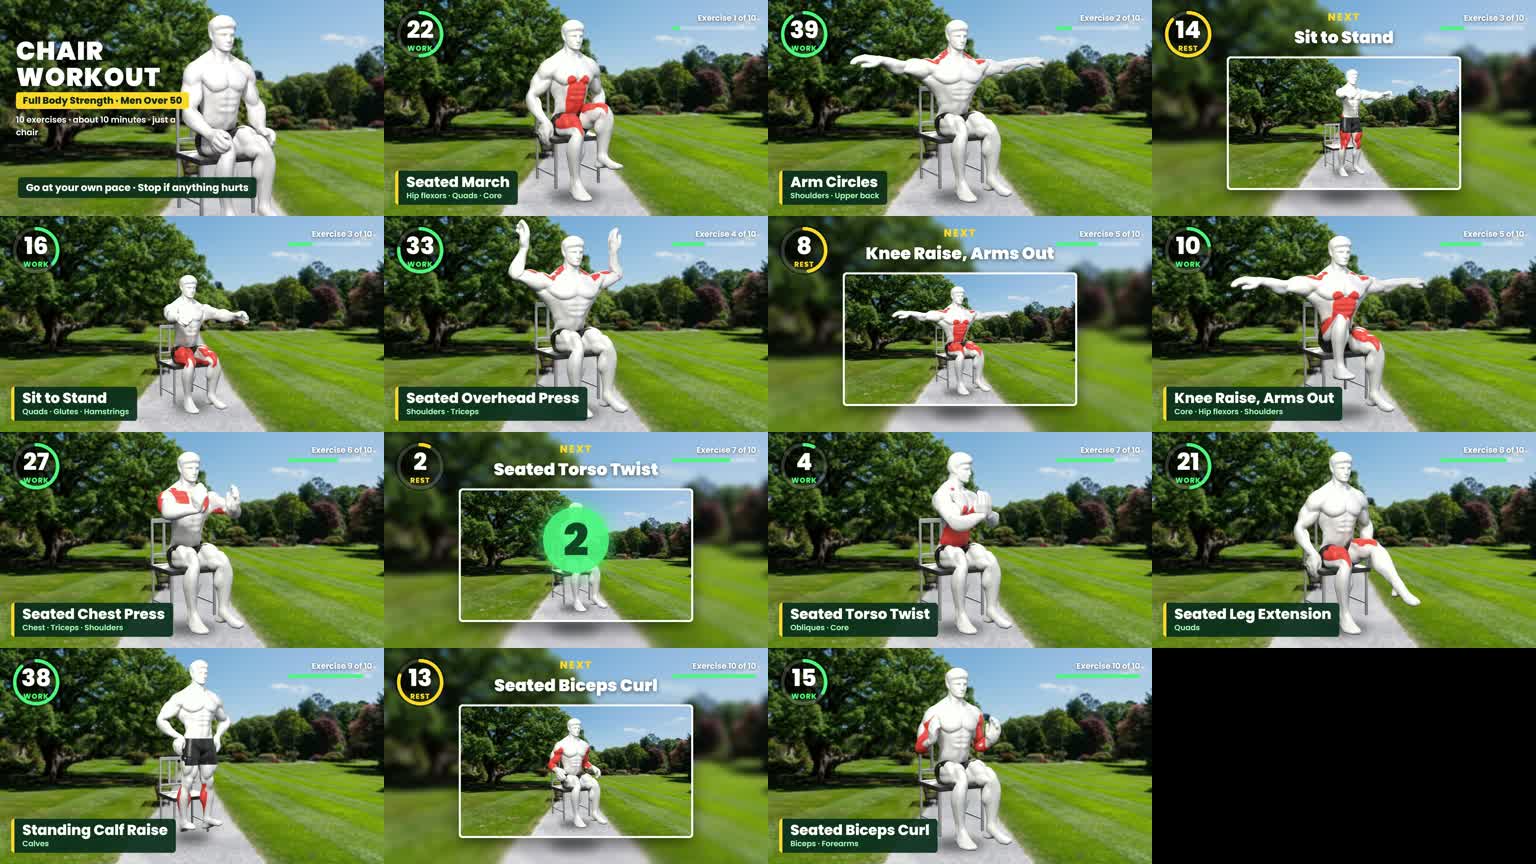 CHAIR
WORKOUT
Full Body Strength • Men Over 50
10 exercises • about 10 minutes • just a
chair
Go at your own pace • Stop if anything hurts
22
WORK
Exercise 1 of 10
Seated March
Hip flexors • Quads • Core
39
WORK
Exercise 2 of 10
Arm Circles
Shoulders • Upper back
14
REST
NEXT
Sit to Stand
Exercise 3 of 10
16
WORK
Exercise 3 of 10
Sit to Stand
Quads • Glutes • Hamstrings
33
WORK
Exercise 4 of 10
Seated Overhead Press
Shoulders • Triceps
8
REST
NEXT
Knee Raise, Arms Out
Exercise 5 of 10
10
WORK
Exercise 5 of 10
Knee Raise, Arms Out
Core • Hip flexors • Shoulders
27
WORK
Exercise 6 of 10
Seated Chest Press
Chest • Triceps • Shoulders
2
REST
NEXT
Seated Torso Twist
Exercise 7 of 10
2
4
WORK
Exercise 7 of 10
Seated Torso Twist
Obliques • Core
21
WORK
Exercise 8 of 10
Seated Leg Extension
Quads
38
WORK
Exercise 9 of 10
Standing Calf Raise
Calves
13
REST
NEXT
Seated Biceps Curl
Exercise 10 of 10
15
WORK
Exercise 10 of 10
Seated Biceps Curl
Biceps • Forearms